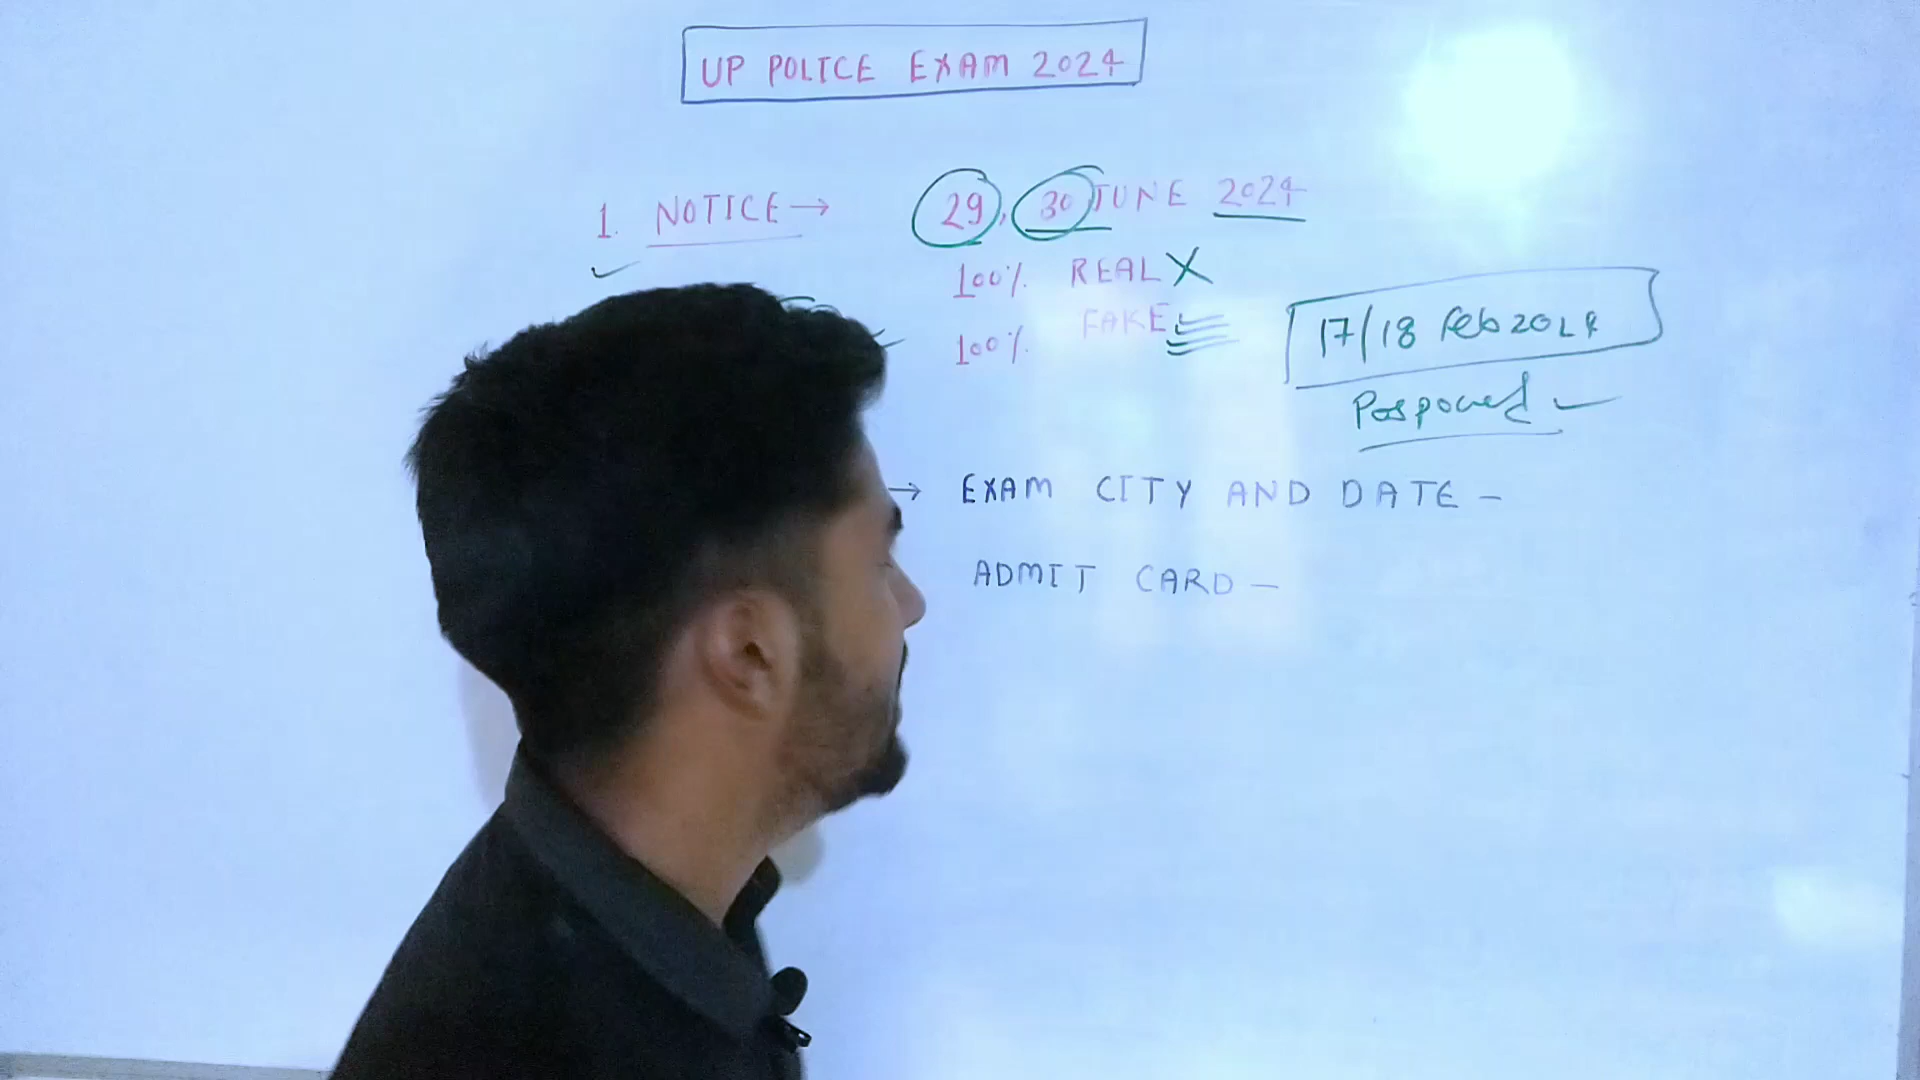 UP POLICE EXAM 2024
1. NOTICE → 29, 30 JUNE 2024
100% REAL X
100% FAKE
17/18 Feb 2024
Posponed
→ EXAM CITY AND DATE -
ADMIT CARD -